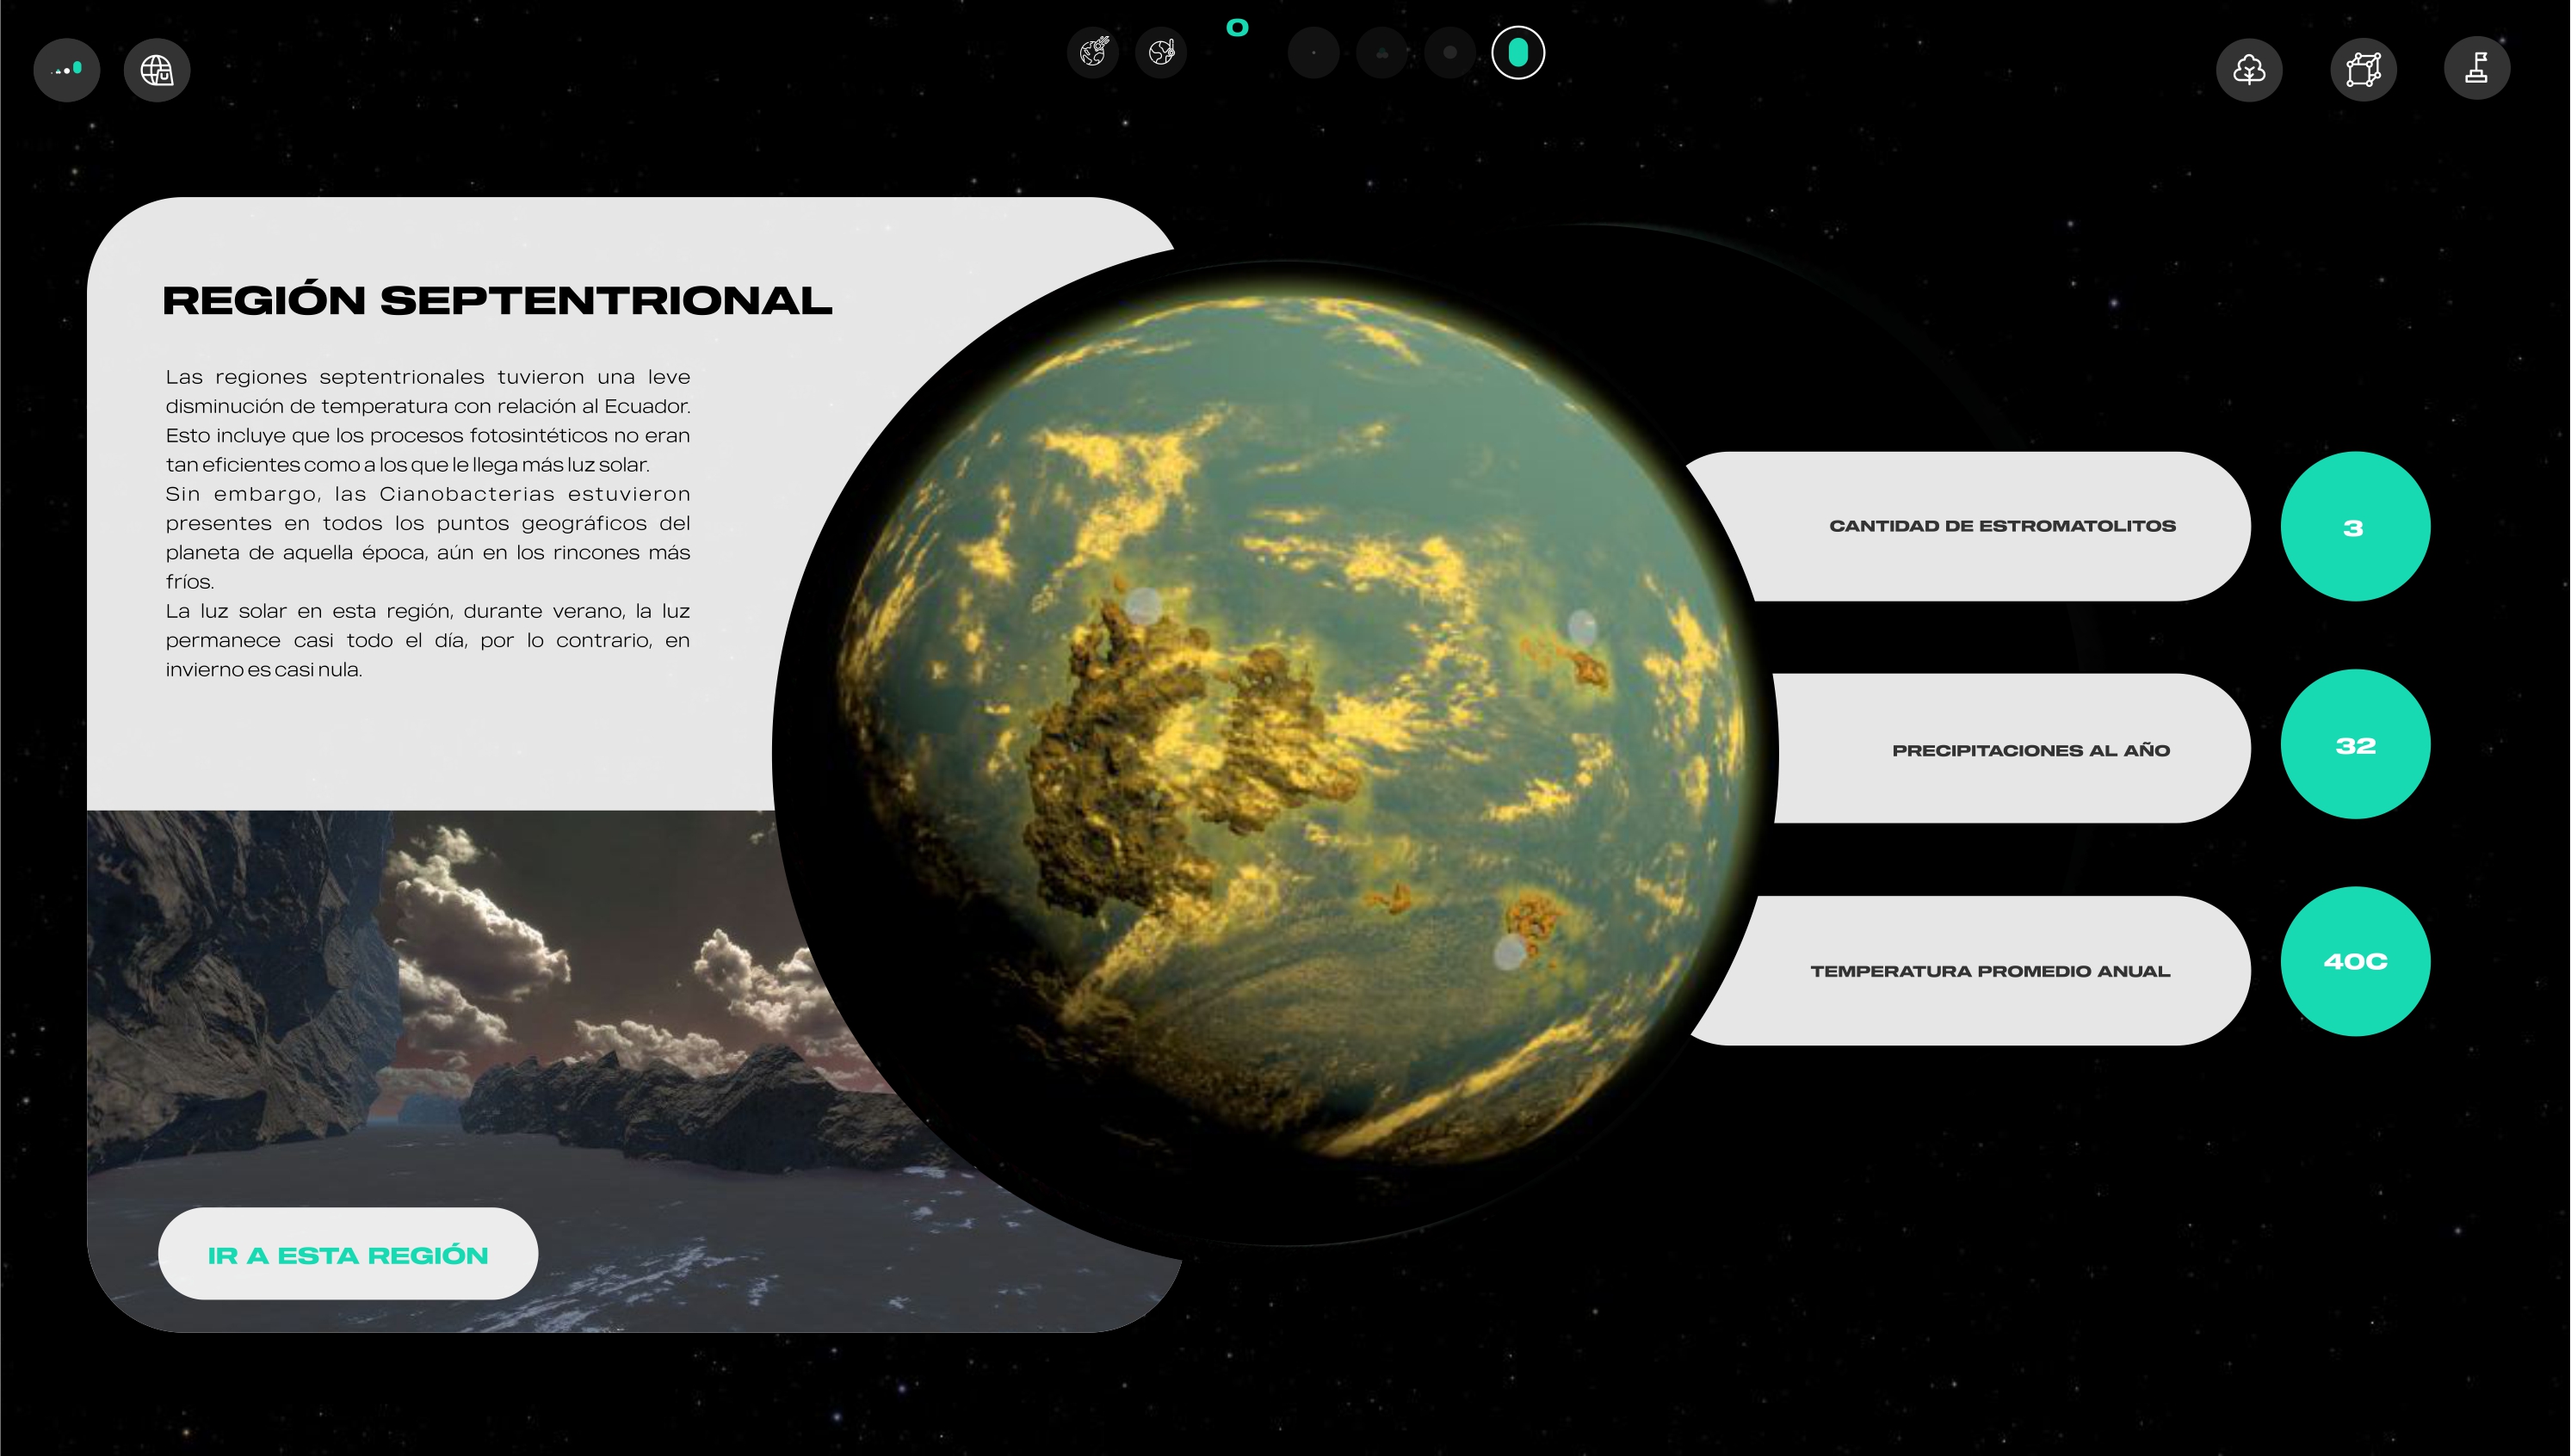 0
REGIÓN SEPTENTRIONAL
Las regiones septentrionales tuvieron una leve
disminución de temperatura con relación al Ecuador.
Esto incluye que los procesos fotosintéticos no eran
tan eficientes como a los que le llega más luz solar.
Sin embargo, las Cianobacterias estuvieron
presentes en todos los puntos geográficos del
planeta de aquella época, aún en los rincones más
fríos.
La luz solar en esta región, durante verano, la luz
permanece casi todo el día, por lo contrario, en
invierno es casi nula.
IR A ESTA REGIÓN
CANTIDAD DE ESTROMATOLITOS
3
PRECIPITACIONES AL AÑO
32
TEMPERATURA PROMEDIO ANUAL
40C